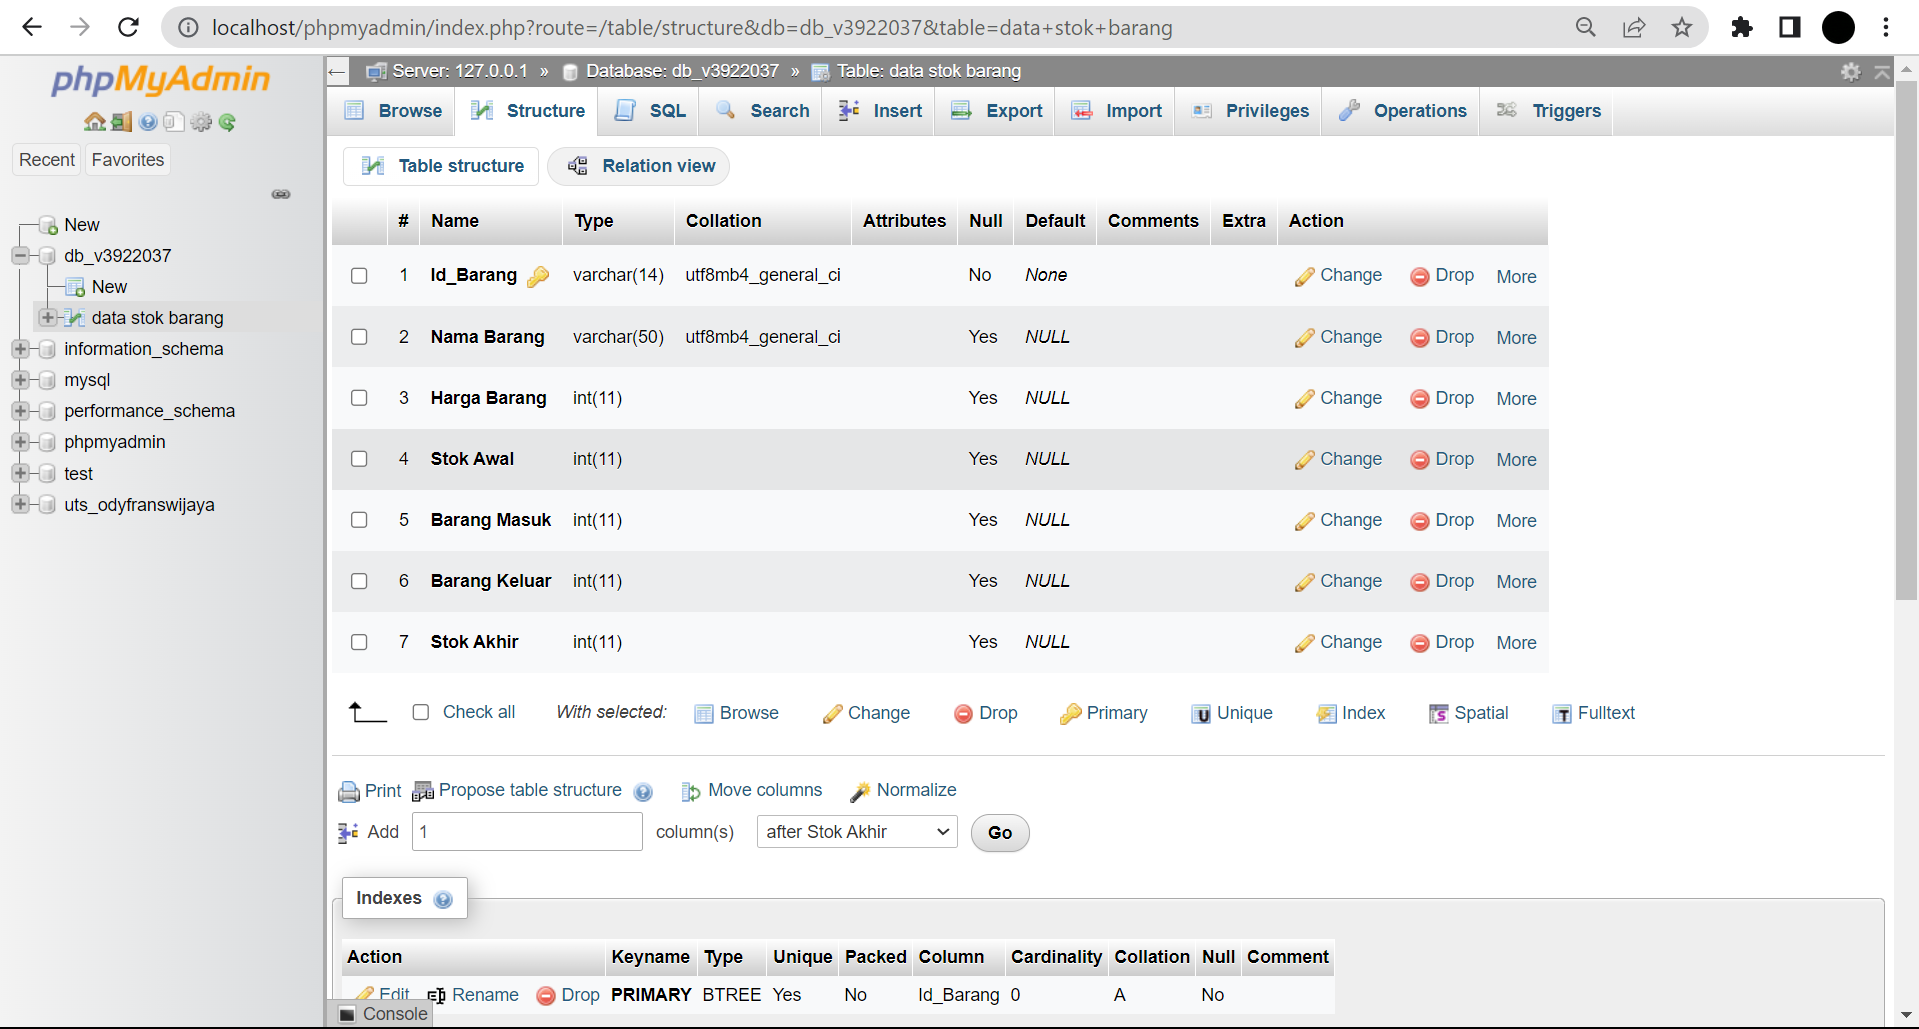 localhost/phpmyadmin/index.php?route=/table/structure&db=db_v3922037&table=data+stok+barang
phpMyAdmin
Recent Favorites
New
db_v3922037
New
data stok barang
information_schema
mysql
performance_schema
phpmyadmin
test
uts_odyfranswijaya
Server: 127.0.0.1 » Database: db_v3922037 » Table: data stok barang
Browse Structure SQL Search Insert Export Import Privileges Operations Triggers
Table structure Relation view
# Name Type Collation Attributes Null Default Comments Extra Action
1 Id_Barang varchar(14) utf8mb4_general_ci No None Change Drop More
2 Nama Barang varchar(50) utf8mb4_general_ci Yes NULL Change Drop More
3 Harga Barang int(11) Yes NULL Change Drop More
4 Stok Awal int(11) Yes NULL Change Drop More
5 Barang Masuk int(11) Yes NULL Change Drop More
6 Barang Keluar int(11) Yes NULL Change Drop More
7 Stok Akhir int(11) Yes NULL Change Drop More
Check all With selected: Browse Change Drop Primary Unique Index Spatial Fulltext
Print Propose table structure Move columns Normalize
Add 1 column(s) after Stok Akhir Go
Indexes
Action Keyname Type Unique Packed Column Cardinality Collation Null Comment
Edit Rename Drop PRIMARY BTREE Yes No Id_Barang 0 A No
Console